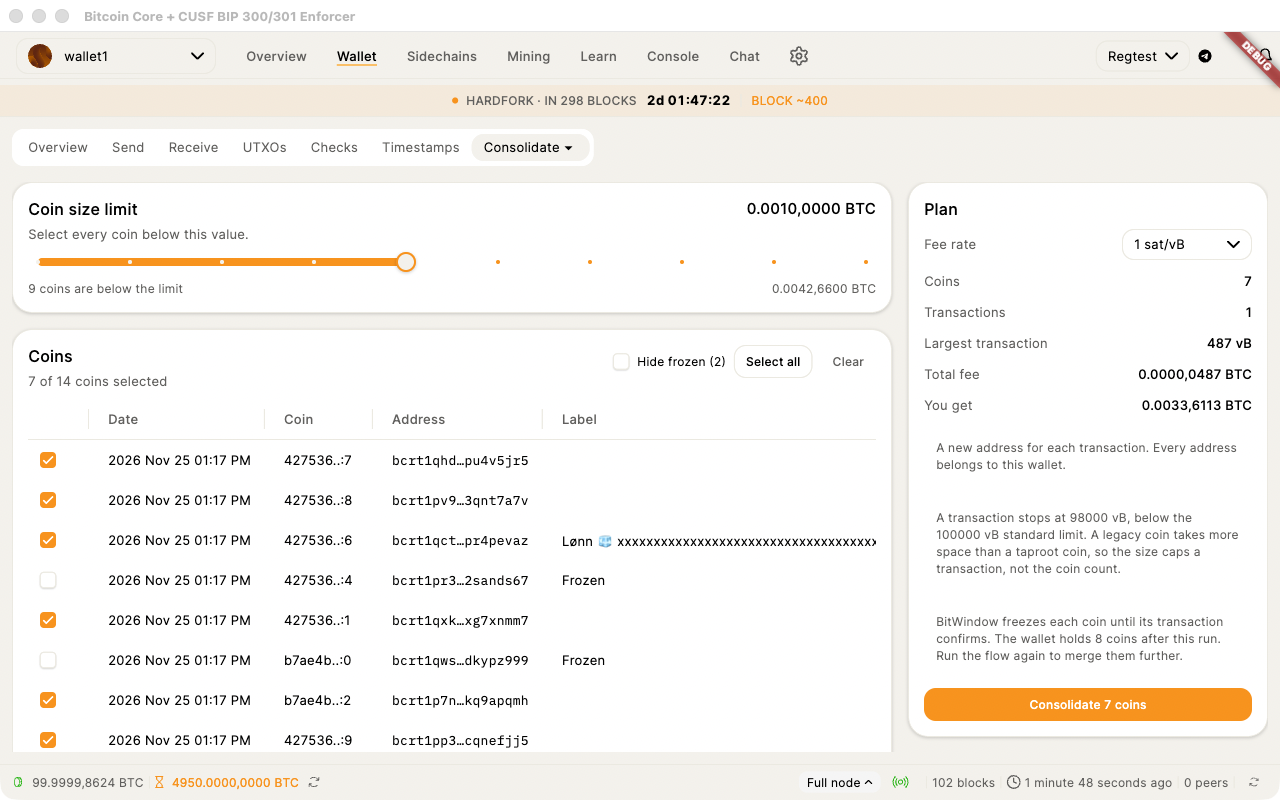 Bitcoin Core + CUSF BIP 300/301 Enforcer
wallet1
Overview
Wallet
Sidechains
Mining
Learn
Console
Chat
Regtest
DEBUG
HARDFORK · IN 298 BLOCKS 2d 01:47:22 BLOCK ~400
Overview
Send
Receive
UTXOs
Checks
Timestamps
Consolidate
Coin size limit
0.0010,0000 BTC
Select every coin below this value.
9 coins are below the limit
0.0042,6600 BTC
Coins
7 of 14 coins selected
Hide frozen (2)
Select all
Clear
Date Coin Address Label
2026 Nov 25 01:17 PM 427536..:7 bcrt1qhd…pu4v5jr5
2026 Nov 25 01:17 PM 427536..:8 bcrt1pv9…3qnt7a7v
2026 Nov 25 01:17 PM 427536..:6 bcrt1qct…pr4pevaz Lønn 🧊 xxxxxxxxxxxxxxxxxxxxxxxxxxxxxxxxxxx
2026 Nov 25 01:17 PM 427536..:4 bcrt1pr3…2sands67 Frozen
2026 Nov 25 01:17 PM 427536..:1 bcrt1qxk…xg7xnmm7
2026 Nov 25 01:17 PM b7ae4b..:0 bcrt1qws…dkypz999 Frozen
2026 Nov 25 01:17 PM b7ae4b..:2 bcrt1p7n…kq9apqmh
2026 Nov 25 01:17 PM 427536..:9 bcrt1pp3…cqnefjj5
Plan
Fee rate 1 sat/vB
Coins 7
Transactions 1
Largest transaction 487 vB
Total fee 0.0000,0487 BTC
You get 0.0033,6113 BTC
A new address for each transaction. Every address
belongs to this wallet.
A transaction stops at 98000 vB, below the
100000 vB standard limit. A legacy coin takes more
space than a taproot coin, so the size caps a
transaction, not the coin count.
BitWindow freezes each coin until its transaction
confirms. The wallet holds 8 coins after this run.
Run the flow again to merge them further.
Consolidate 7 coins
99.9999,8624 BTC
4950.0000,0000 BTC
Full node
102 blocks
1 minute 48 seconds ago
0 peers